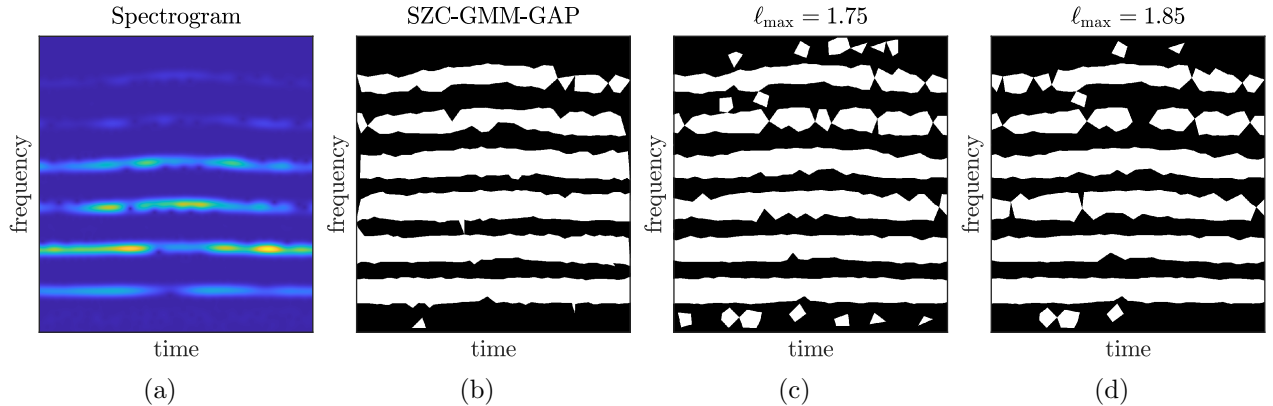 Spectrogram
SZC-GMM-GAP
ℓmax = 1.75
ℓmax = 1.85
frequency
frequency
frequency
frequency
time
time
time
time
(a)
(b)
(c)
(d)